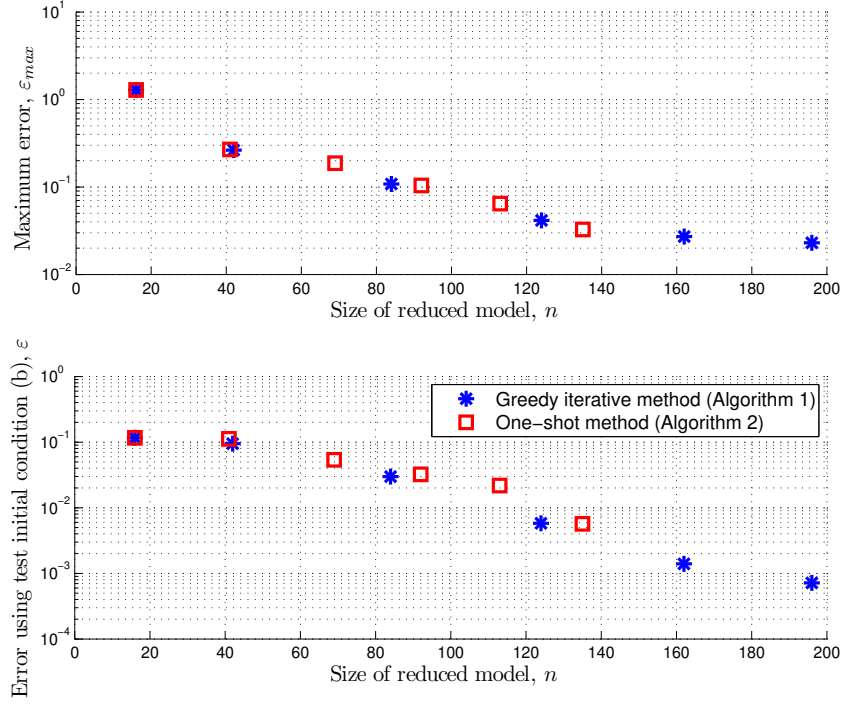 10^1
10^0
10^−1
10^−2
Maximum error, ε_max
0 20 40 60 80 100 120 140 160 180 200
Size of reduced model, n
10^0
10^−1
10^−2
10^−3
10^−4
Error using test initial condition (b), ε
Greedy iterative method (Algorithm 1)
One−shot method (Algorithm 2)
0 20 40 60 80 100 120 140 160 180 200
Size of reduced model, n